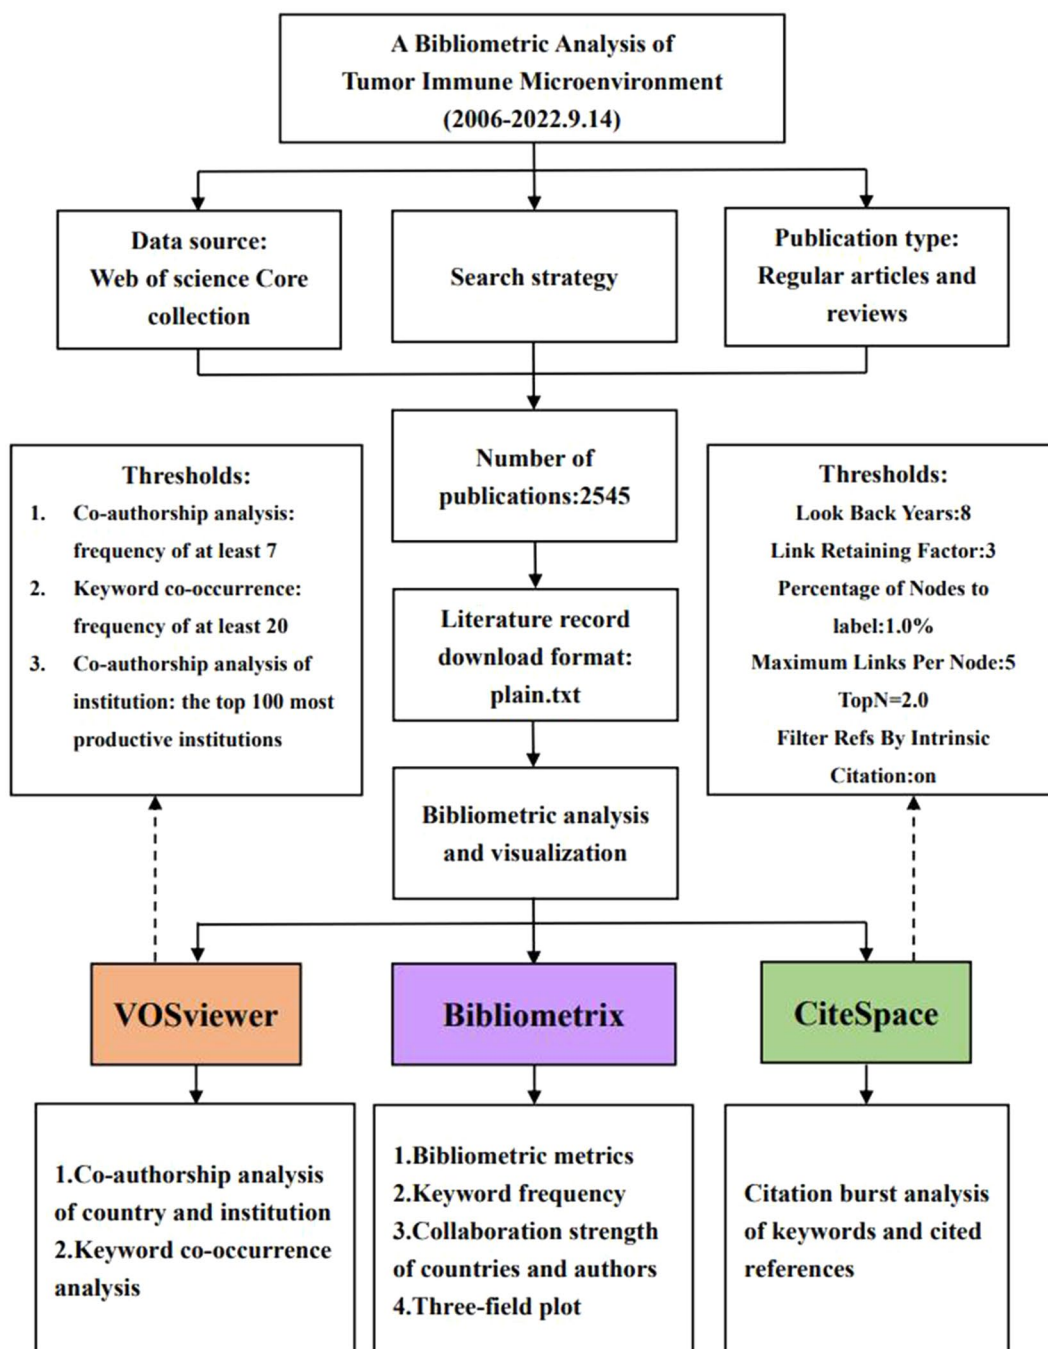 A Bibliometric Analysis of
Tumor Immune Microenvironment
(2006-2022.9.14)
Data source:
Web of science Core
collection
Search strategy
Publication type:
Regular articles and
reviews
Number of
publications:2545
Thresholds:
1. Co-authorship analysis:
frequency of at least 7
2. Keyword co-occurrence:
frequency of at least 20
3. Co-authorship analysis of
institution: the top 100 most
productive institutions
Thresholds:
Look Back Years:8
Link Retaining Factor:3
Percentage of Nodes to
label:1.0%
Maximum Links Per Node:5
TopN=2.0
Filter Refs By Intrinsic
Citation:on
Literature record
download format:
plain.txt
Bibliometric analysis
and visualization
VOSviewer
Bibliometrix
CiteSpace
1.Co-authorship analysis
of country and institution
2.Keyword co-occurrence
analysis
1.Bibliometric metrics
2.Keyword frequency
3.Collaboration strength
of countries and authors
4.Three-field plot
Citation burst analysis
of keywords and cited
references